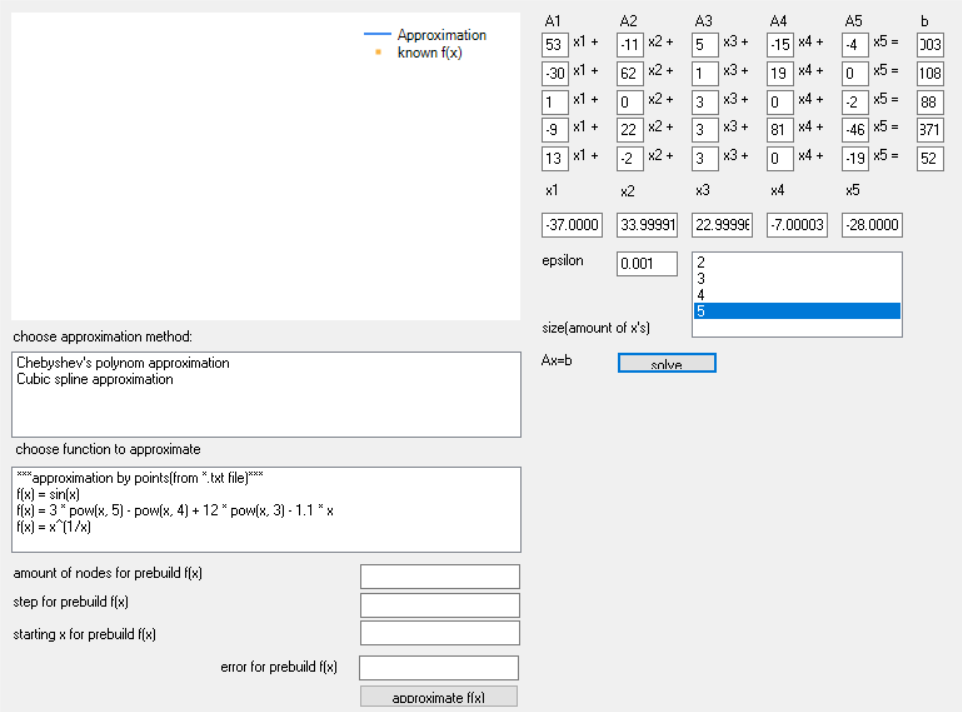 Approximation
known f(x)
choose approximation method:
Chebyshev's polynom approximation
Cubic spline approximation
choose function to approximate
***approximation by points(from *.txt file)***
f(x) = sin(x)
f(x) = 3 * pow(x, 5) - pow(x, 4) + 12 * pow(x, 3) - 1.1 * x
f(x) = x^(1/x)
amount of nodes for prebuild f(x)
step for prebuild f(x)
starting x for prebuild f(x)
error for prebuild f(x)
approximate f(x)
A1 A2 A3 A4 A5 b
53 x1 + -11 x2 + 5 x3 + -15 x4 + -4 x5 = 003
-30 x1 + 62 x2 + 1 x3 + 19 x4 + 0 x5 = 108
1 x1 + 0 x2 + 3 x3 + 0 x4 + -2 x5 = 88
-9 x1 + 22 x2 + 3 x3 + 81 x4 + -46 x5 = 871
13 x1 + -2 x2 + 3 x3 + 0 x4 + -19 x5 = 52
x1 x2 x3 x4 x5
-37.0000 33.99991 22.99996 -7.00003 -28.0000
epsilon 0.001
2
3
4
5
size(amount of x's)
Ax=b solve